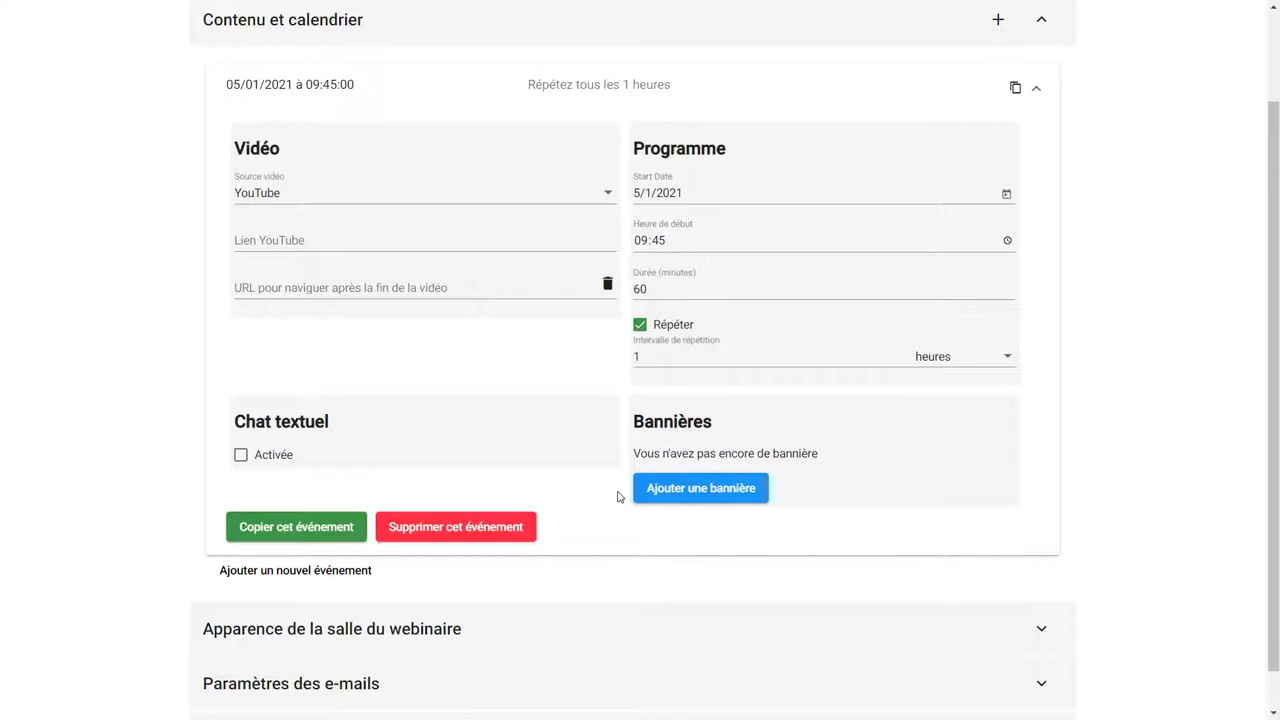 Contenu et calendrier
05/01/2021 à 09:45:00
Répétez tous les 1 heures
Vidéo
Source vidéo
YouTube
Lien YouTube
URL pour naviguer après la fin de la vidéo
Programme
Start Date
5/1/2021
Heure de début
09:45
Durée (minutes)
60
Répéter
Intervalle de répétition
1
heures
Chat textuel
Activée
Bannières
Vous n'avez pas encore de bannière
Ajouter une bannière
Copier cet événement
Supprimer cet événement
Ajouter un nouvel événement
Apparence de la salle du webinaire
Paramètres des e-mails